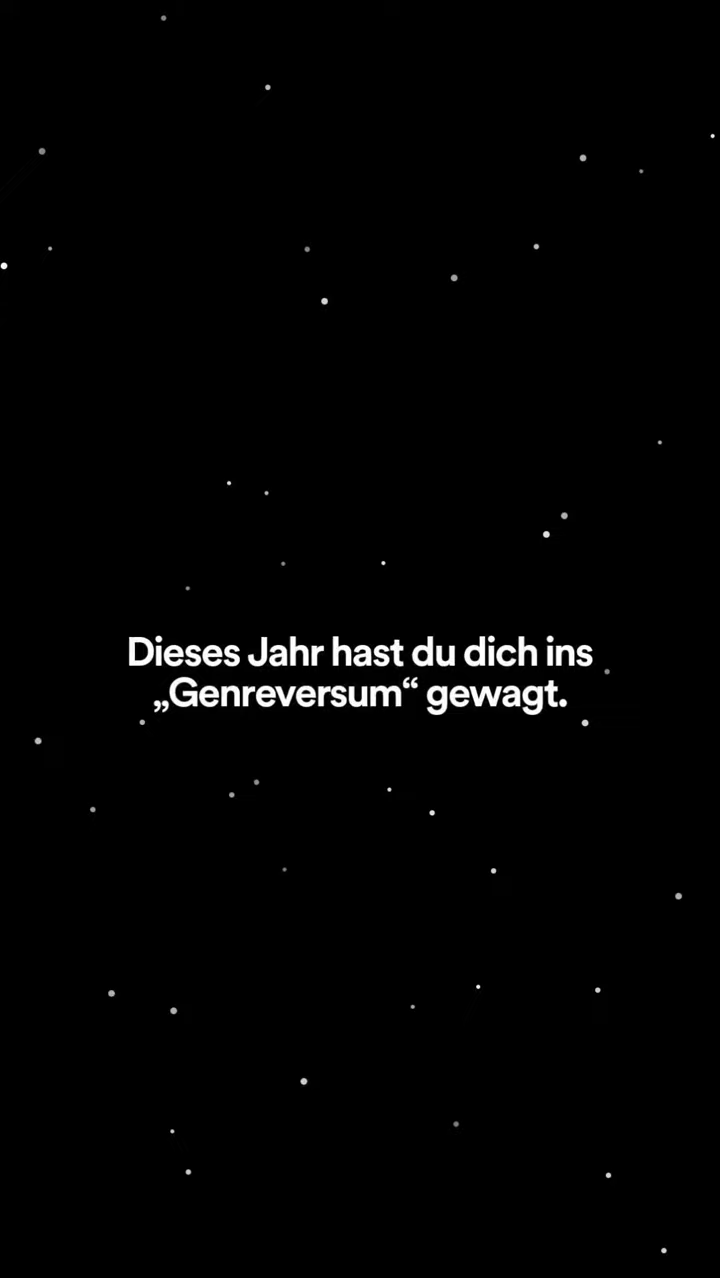 Dieses Jahr hast du dich ins
„Genreversum“ gewagt.